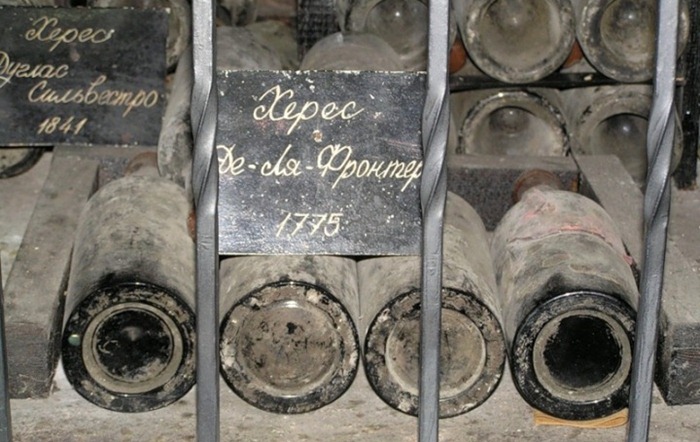 Херес
Дуглас
Сильвестро
1841
Херес
Де-Ля-Фронтер
1775